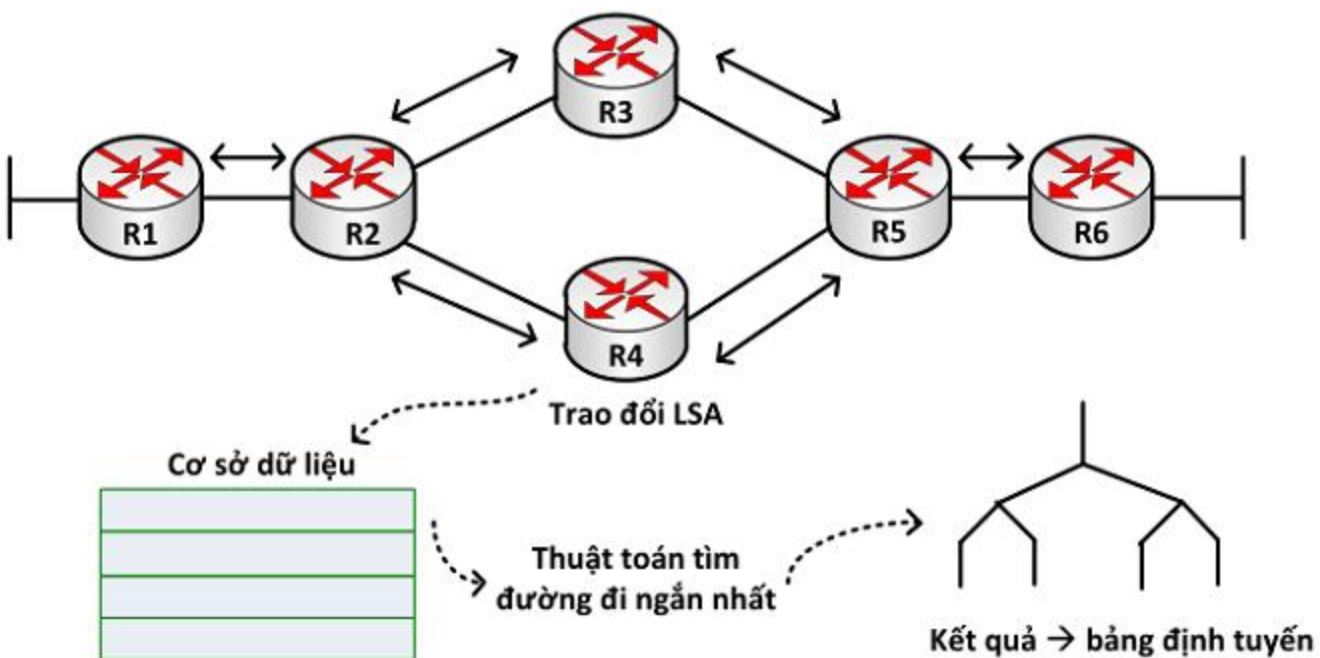 R3
R1
R2
R5
R6
R4
Trao đổi LSA
Cơ sở dữ liệu
Thuật toán tìm
đường đi ngắn nhất
Kết quả → bảng định tuyến